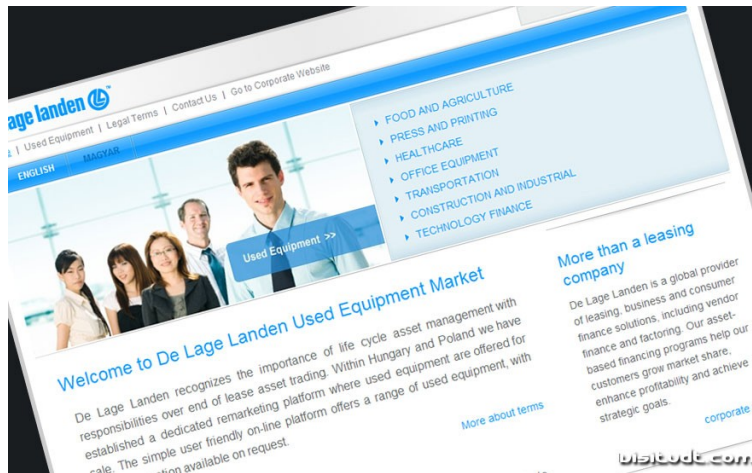 age landen
| Used Equipment | Legal Terms | Contact Us | Go to Corporate Website
ENGLISH MAGYAR
FOOD AND AGRICULTURE
PRESS AND PRINTING
HEALTHCARE
OFFICE EQUIPMENT
TRANSPORTATION
CONSTRUCTION AND INDUSTRIAL
TECHNOLOGY FINANCE
Used Equipment >>
Welcome to De Lage Landen Used Equipment Market
De Lage Landen recognizes the importance of life cycle asset management with
responsibilities over end of lease asset trading. Within Hungary and Poland we have
established a dedicated remarketing platform where used equipment are offered for
sale. The simple user friendly on-line platform offers a range of used equipment, with
available on request.
More about terms
More than a leasing
company
De Lage Landen is a global provider
of leasing, business and consumer
finance solutions, including vendor
finance and factoring. Our asset-
based financing programs help our
customers grow market share,
enhance profitability and achieve
strategic goals.
corporate
visitudt.com